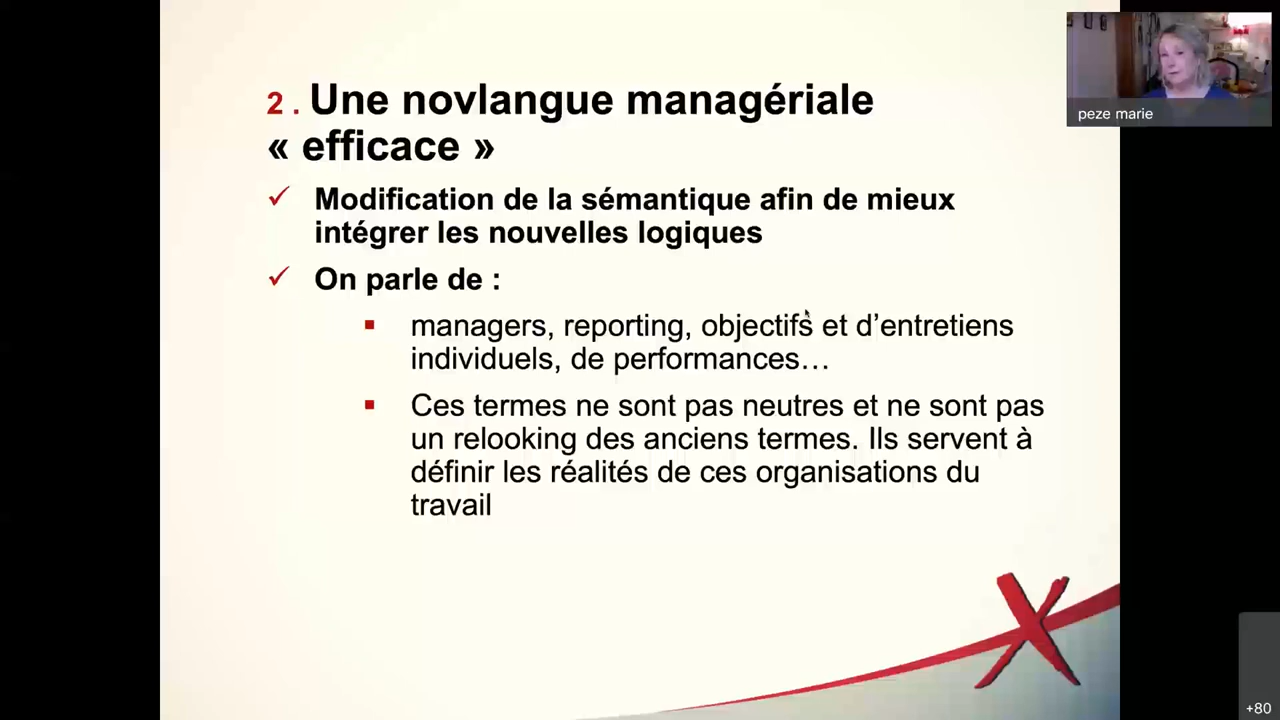 2 . Une novlangue managériale
« efficace »
Modification de la sémantique afin de mieux
intégrer les nouvelles logiques
On parle de :
managers, reporting, objectifs et d’entretiens
individuels, de performances…
Ces termes ne sont pas neutres et ne sont pas
un relooking des anciens termes. Ils servent à
définir les réalités de ces organisations du
travail
peze marie
+80